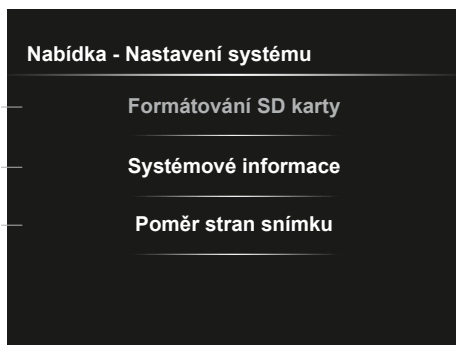 Nabídka - Nastavení systému
Formátování SD karty
Systémové informace
Poměr stran snímku